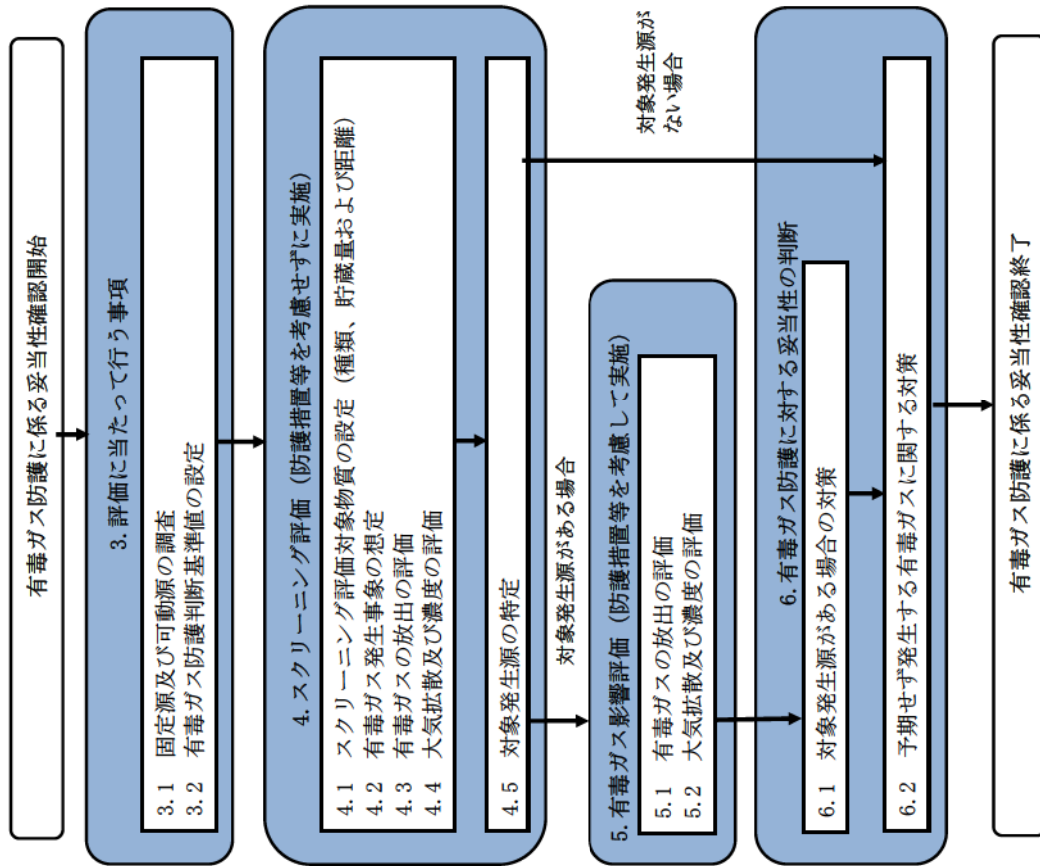 有毒ガス防護に係る妥当性確認開始
3. 評価に当たって行う事項
3.1 固定源及び可動源の調査
3.2 有毒ガス防護判断基準値の設定
4. スクリーニング評価（防護措置等を考慮せずに実施）
4.1 スクリーニング評価対象物質の設定（種類、貯蔵量および距離）
4.2 有毒ガス発生事象の想定
4.3 有毒ガスの放出の評価
4.4 大気拡散及び濃度の評価
4.5 対象発生源の特定
対象発生源がある場合
対象発生源が
ない場合
5. 有毒ガス影響評価（防護措置等を考慮して実施）
5.1 有毒ガスの放出の評価
5.2 大気拡散及び濃度の評価
6. 有毒ガス防護に対する妥当性の判断
6.1 対象発生源がある場合の対策
6.2 予期せず発生する有毒ガスに関する対策
有毒ガス防護に係る妥当性確認終了